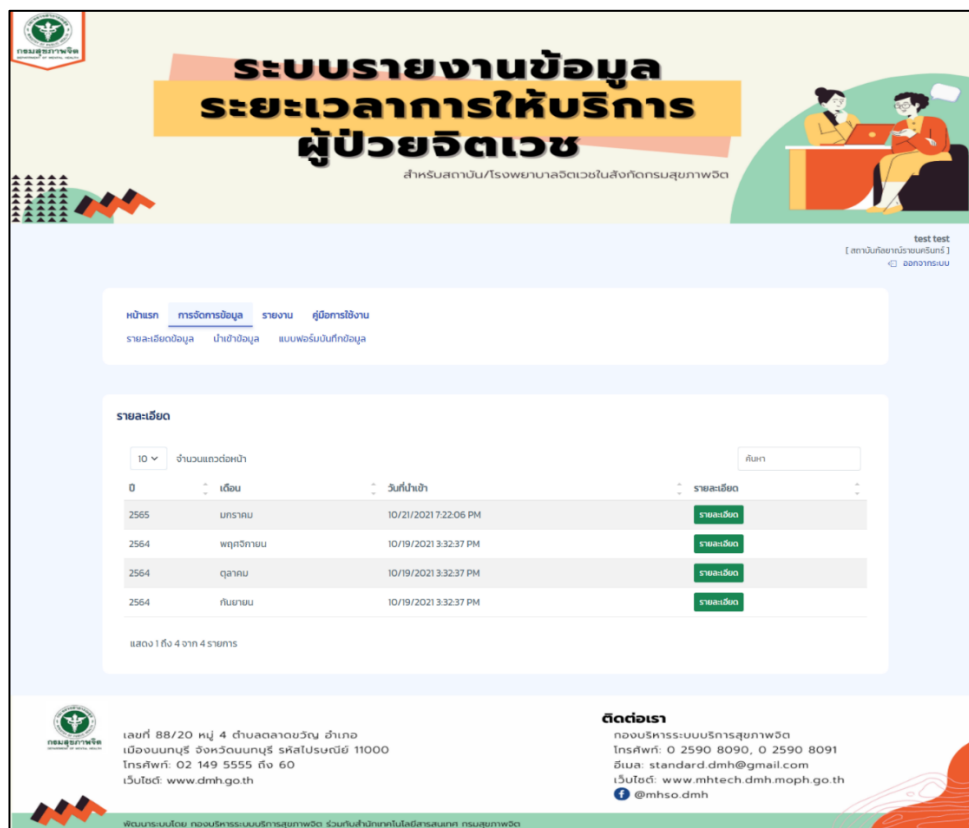 กรมสุขภาพจิต
DEPARTMENT OF MENTAL HEALTH
ระบบรายงานข้อมูล
ระยะเวลาการให้บริการ
ผู้ป่วยจิตเวช
สำหรับสถาบัน/โรงพยาบาลจิตเวชในสังกัดกรมสุขภาพจิต
test test
[ สถาบันกัลยาณ์ราชนครินทร์ ]
ออกจากระบบ
หน้าแรก การจัดการข้อมูล รายงาน คู่มือการใช้งาน
รายละเอียดข้อมูล นำเข้าข้อมูล แบบฟอร์มบันทึกข้อมูล
รายละเอียด
10 จำนวนแถวต่อหน้า ค้นหา
ปี เดือน วันที่นำเข้า รายละเอียด
2565 มกราคม 10/21/2021 7:22:06 PM รายละเอียด
2564 พฤศจิกายน 10/19/2021 3:32:37 PM รายละเอียด
2564 ตุลาคม 10/19/2021 3:32:37 PM รายละเอียด
2564 กันยายน 10/19/2021 3:32:37 PM รายละเอียด
แสดง 1 ถึง 4 จาก 4 รายการ
กรมสุขภาพจิต
เลขที่ 88/20 หมู่ 4 ตำบลตลาดขวัญ อำเภอ
เมืองนนทบุรี จังหวัดนนทบุรี รหัสไปรษณีย์ 11000
โทรศัพท์: 02 149 5555 ถึง 60
เว็บไซต์: www.dmh.go.th
ติดต่อเรา
กองบริหารระบบบริการสุขภาพจิต
โทรศัพท์: 0 2590 8090, 0 2590 8091
อีเมล: standard.dmh@gmail.com
เว็บไซต์: www.mhtech.dmh.moph.go.th
@mhso.dmh
พัฒนาระบบโดย กองบริหารระบบบริการสุขภาพจิต ร่วมกับสำนักเทคโนโลยีสารสนเทศ กรมสุขภาพจิต